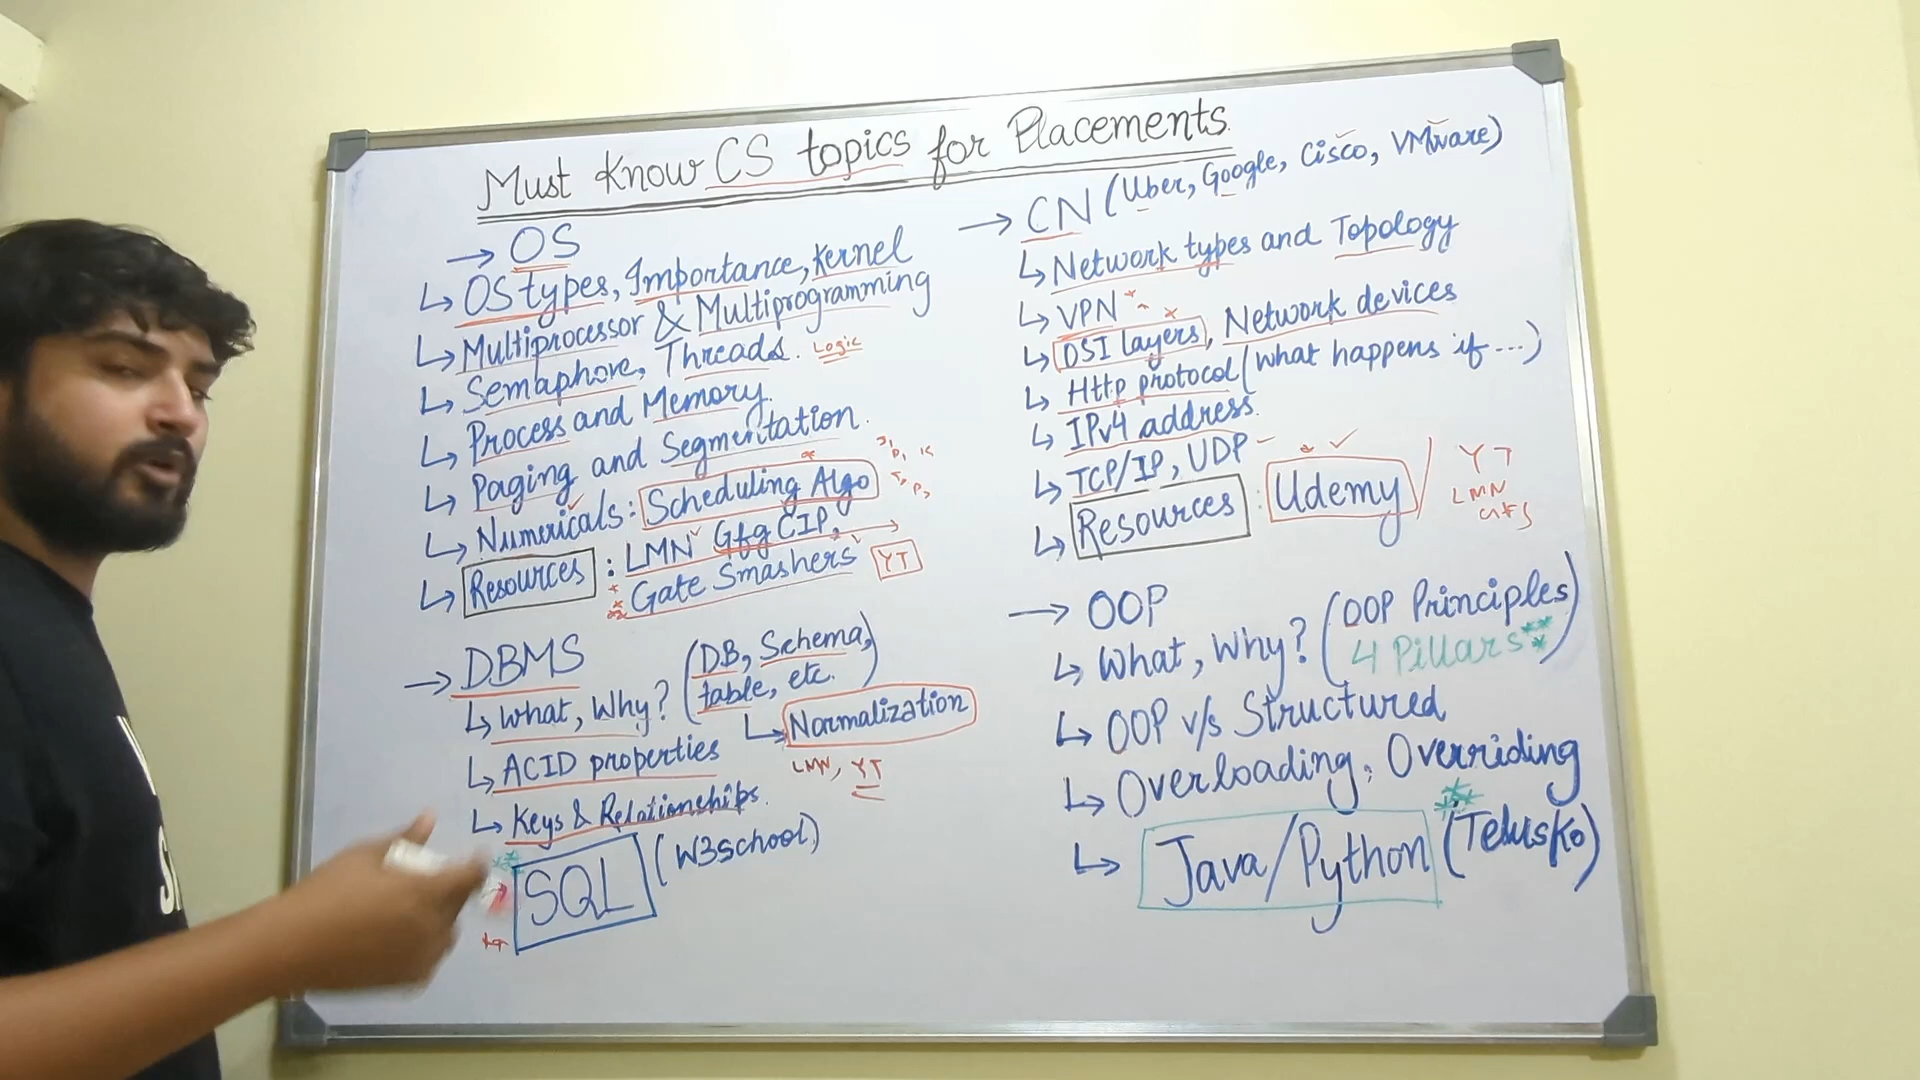 Must Know CS topics for Placements
→ OS
↳ OS types, Importance, Kernel
↳ Multiprocessor & Multiprogramming
↳ Semaphore, Threads. Logic
↳ Process and Memory.
↳ Paging and Segmentation.
↳ Numericals: Scheduling Algo
↳ Resources : LMN Gfg CIP,
Gate Smashers YT
→ DBMS
↳ What, Why? (DB, Schema,
table, etc.)
↳ Normalization
LMN, YT
↳ ACID properties
↳ Keys & Relationships.
SQL (W3school)
→ CN (Uber, Google, Cisco, VMware)
↳ Network types and Topology
↳ VPN *
↳ OSI layers, Network devices
↳ Http protocol (what happens if ...)
↳ IPv4 address.
↳ TCP/IP, UDP
↳ Resources : Udemy / YT
LMN
→ OOP
↳ What, Why? (OOP Principles
4 Pillars**)
↳ OOP v/s Structured
↳ Overloading, Overriding
↳ Java/Python (Telusko)